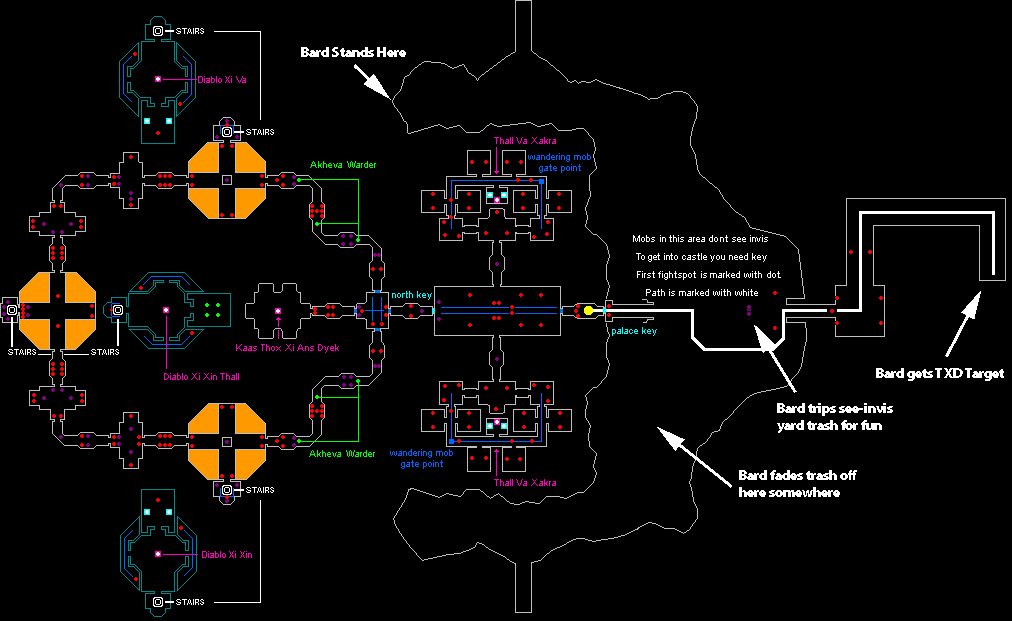 STAIRS
Bard Stands Here
Diablo Xi Va
STAIRS
Thall Va Xakra
wandering mob
gate point
Akheva Warder
Mobs in this area dont see invis
To get into castle you need key
First fightspot is marked with dot
Path is marked with white
north key
palace key
STAIRS
STAIRS
Kaas Thox Xi Ans Dyek
Diablo Xi Xin Thall
Bard gets TXD Target
Bard trips see-invis
yard trash for fun
Akheva Warder
wandering mob
gate point
Thall Va Xakra
Bard fades trash off
here somewhere
STAIRS
Diablo Xi Xin
STAIRS